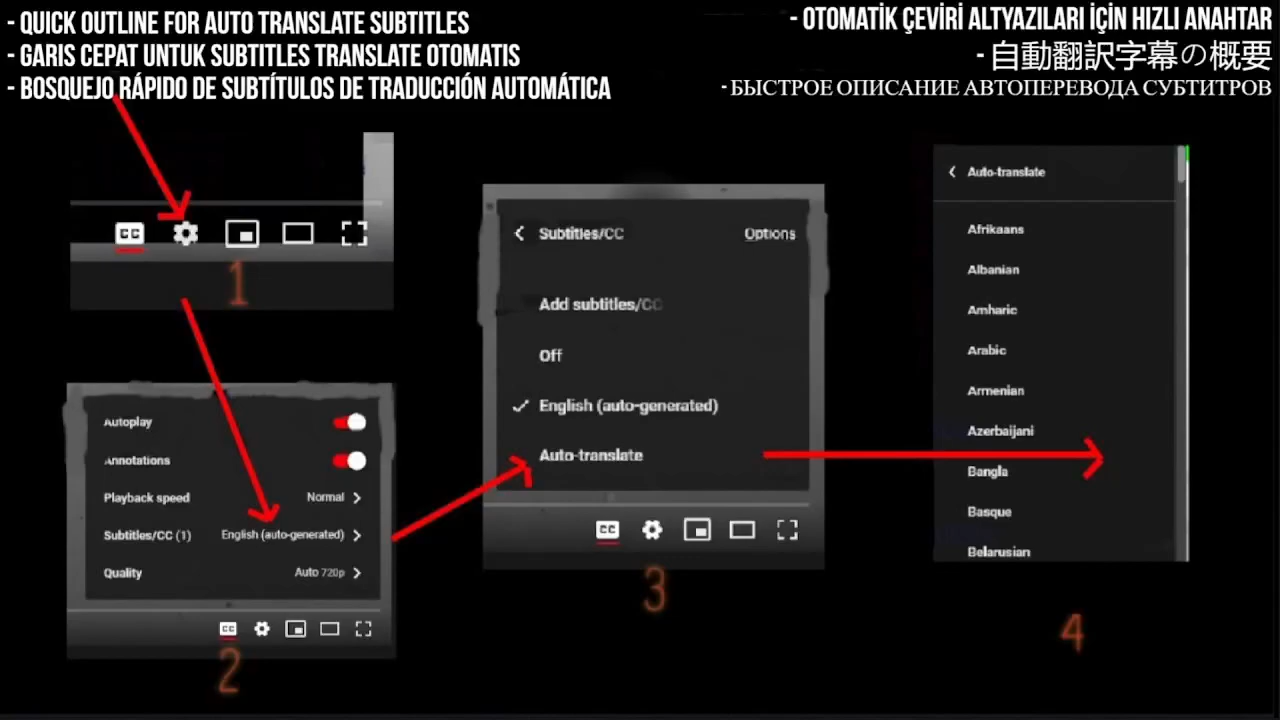 - QUICK OUTLINE FOR AUTO TRANSLATE SUBTITLES
- GARIS CEPAT UNTUK SUBTITLES TRANSLATE OTOMATIS
- BOSQUEJO RÁPIDO DE SUBTÍTULOS DE TRADUCCIÓN AUTOMÁTICA
- OTOMATİK ÇEVİRİ ALTYAZILARI İÇİN HIZLI ANAHTAR
- 自動翻訳字幕の概要
- БЫСТРОЕ ОПИСАНИЕ АВТОПЕРЕВОДА СУБТИТРОВ
CC
1
Autoplay
Annotations
Playback speed Normal
Subtitles/CC (1) English (auto-generated)
Quality Auto 720p
CC
2
Subtitles/CC Options
Add subtitles/CC
Off
English (auto-generated)
Auto-translate
CC
3
Auto-translate
Afrikaans
Albanian
Amharic
Arabic
Armenian
Azerbaijani
Bangla
Basque
Belarusian
4